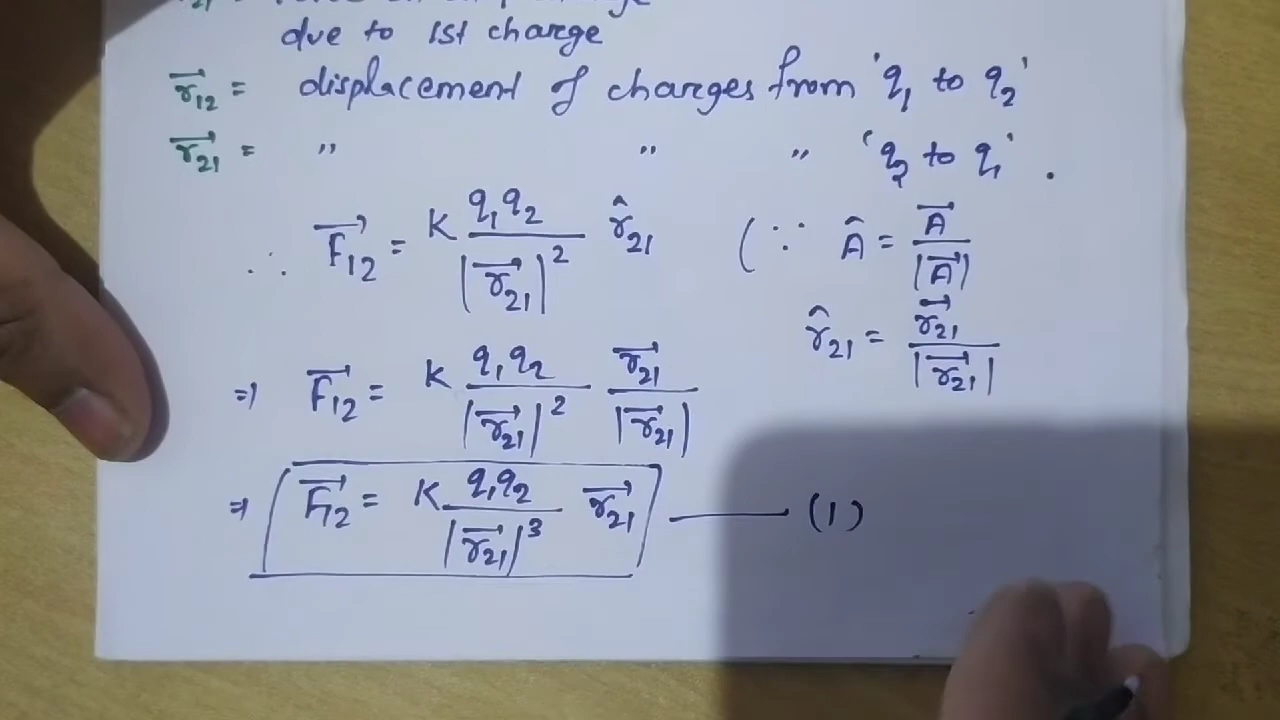 due to 1st charge
r⃗₁₂ = displacement of charges from 'q₁ to q₂'
r⃗₂₁ = " " " 'q₂ to q₁' .
∴ F⃗₁₂ = K q₁q₂ / |r⃗₂₁|² r̂₂₁ (∵ Â = A⃗ / |A⃗|
r̂₂₁ = r⃗₂₁ / |r⃗₂₁|
⇒ F⃗₁₂ = K q₁q₂ / |r⃗₂₁|² r⃗₂₁ / |r⃗₂₁|
⇒ F⃗₁₂ = K q₁q₂ / |r⃗₂₁|³ r⃗₂₁ —— (1)